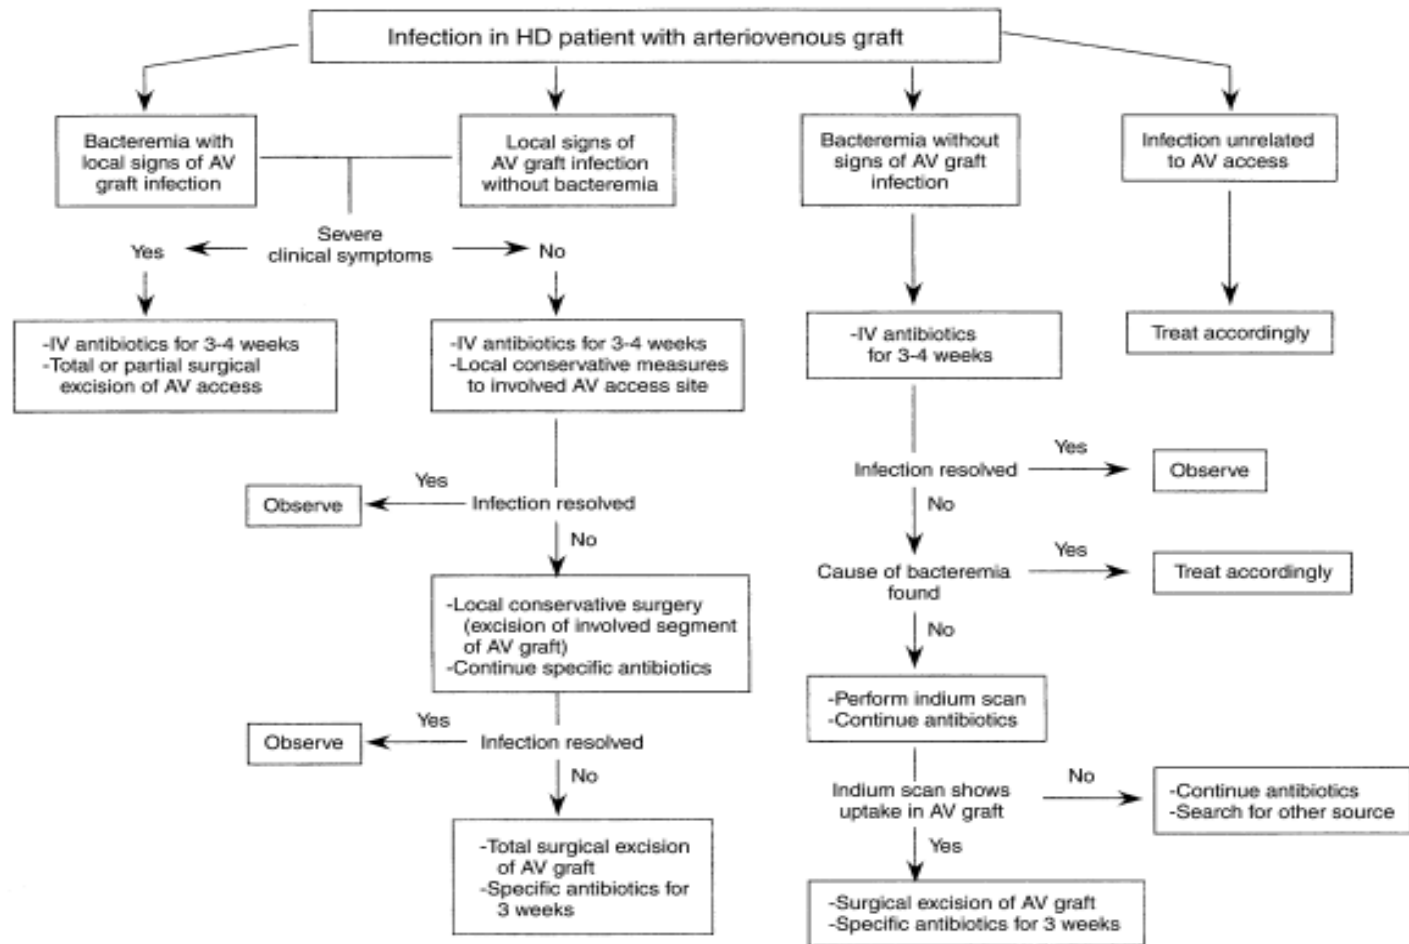 Infection in HD patient with arteriovenous graft
Bacteremia with
local signs of AV
graft infection
Local signs of
AV graft infection
without bacteremia
Bacteremia without
signs of AV graft
infection
Infection unrelated
to AV access
Severe
clinical symptoms
Yes
No
-IV antibiotics for 3-4 weeks
-Total or partial surgical
excision of AV access
-IV antibiotics for 3-4 weeks
-Local conservative measures
to involved AV access site
-IV antibiotics
for 3-4 weeks
Treat accordingly
Infection resolved
Yes
Observe
No
-Local conservative surgery
(excision of involved segment
of AV graft)
-Continue specific antibiotics
Infection resolved
Yes
Observe
No
-Total surgical excision
of AV graft
-Specific antibiotics for
3 weeks
Infection resolved
Yes
Observe
No
Cause of bacteremia
found
Yes
Treat accordingly
No
-Perform indium scan
-Continue antibiotics
Indium scan shows
uptake in AV graft
No
-Continue antibiotics
-Search for other source
Yes
-Surgical excision of AV graft
-Specific antibiotics for 3 weeks